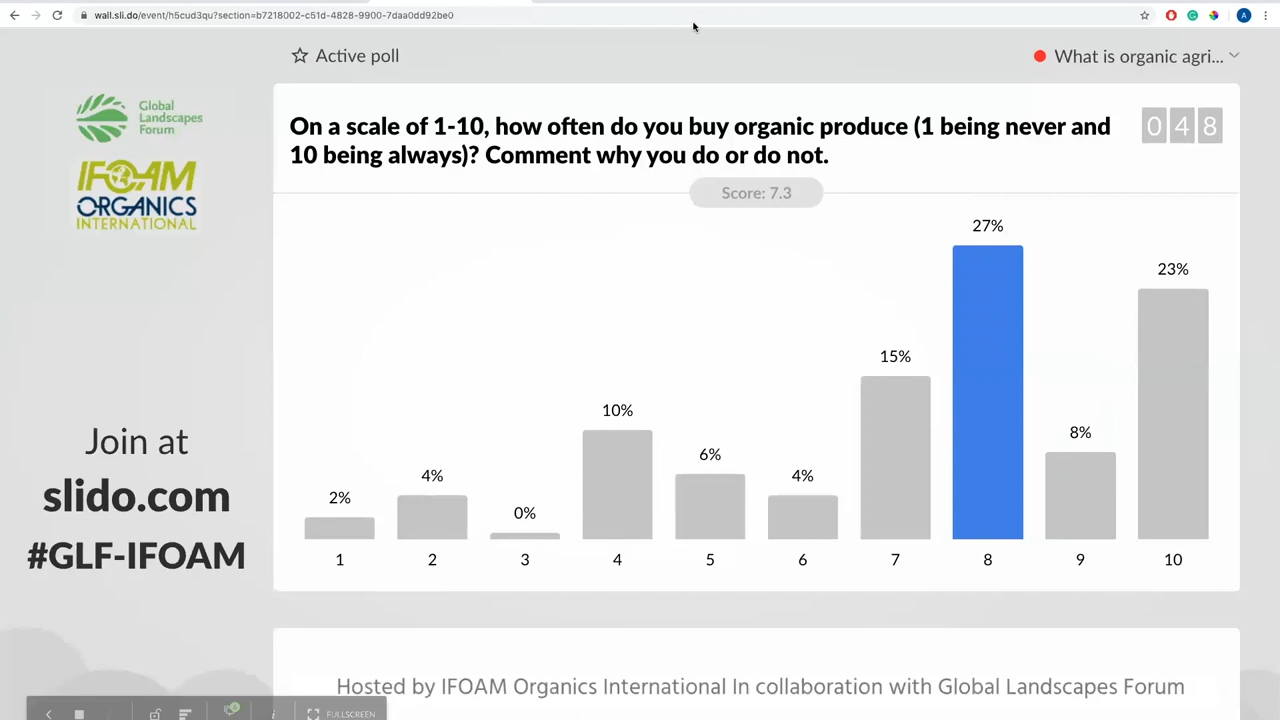 wall.sli.do/event/h5cud3qu?section=b7218002-c51d-4828-9900-7daa0dd92be0
A
Active poll
What is organic agri...
Global
Landscapes
Forum
IFOAM
ORGANICS
INTERNATIONAL
On a scale of 1-10, how often do you buy organic produce (1 being never and
10 being always)? Comment why you do or do not.
0 4 8
Score: 7.3
2% 4% 0% 10% 6% 4% 15% 27% 8% 23%
1 2 3 4 5 6 7 8 9 10
Join at
slido.com
#GLF-IFOAM
Hosted by IFOAM Organics International In collaboration with Global Landscapes Forum
FULLSCREEN